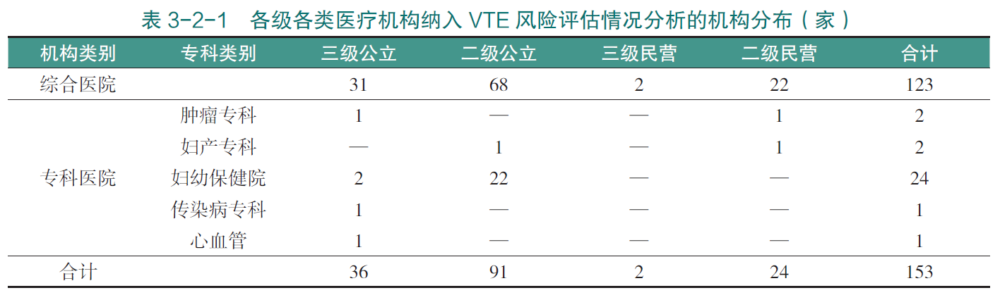 表 3-2-1 各级各类医疗机构纳入 VTE 风险评估情况分析的机构分布（家）
机构类别 专科类别 三级公立 二级公立 三级民营 二级民营 合计
综合医院 31 68 2 22 123
肿瘤专科 1 — — 1 2
妇产专科 — 1 — 1 2
专科医院 妇幼保健院 2 22 — — 24
传染病专科 1 — — — 1
心血管 1 — — — 1
合计 36 91 2 24 153